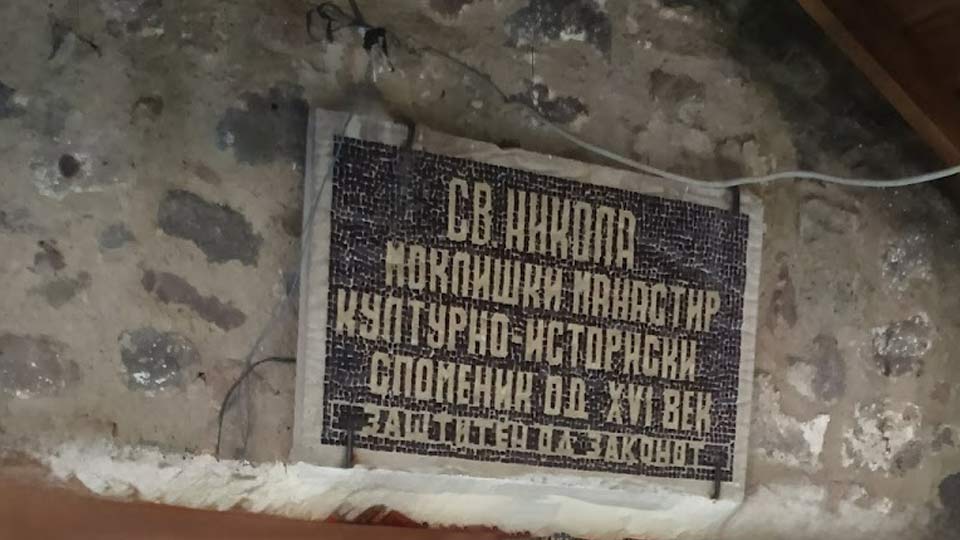 СВ. НИКОЛА
МОКЛИШКИ МАНАСТИР
КУЛТУРНО-ИСТОРИСКИ
СПОМЕНИК ОД XVI ВЕК
ЗАШТИТЕН ОД ЗАКОНОТ